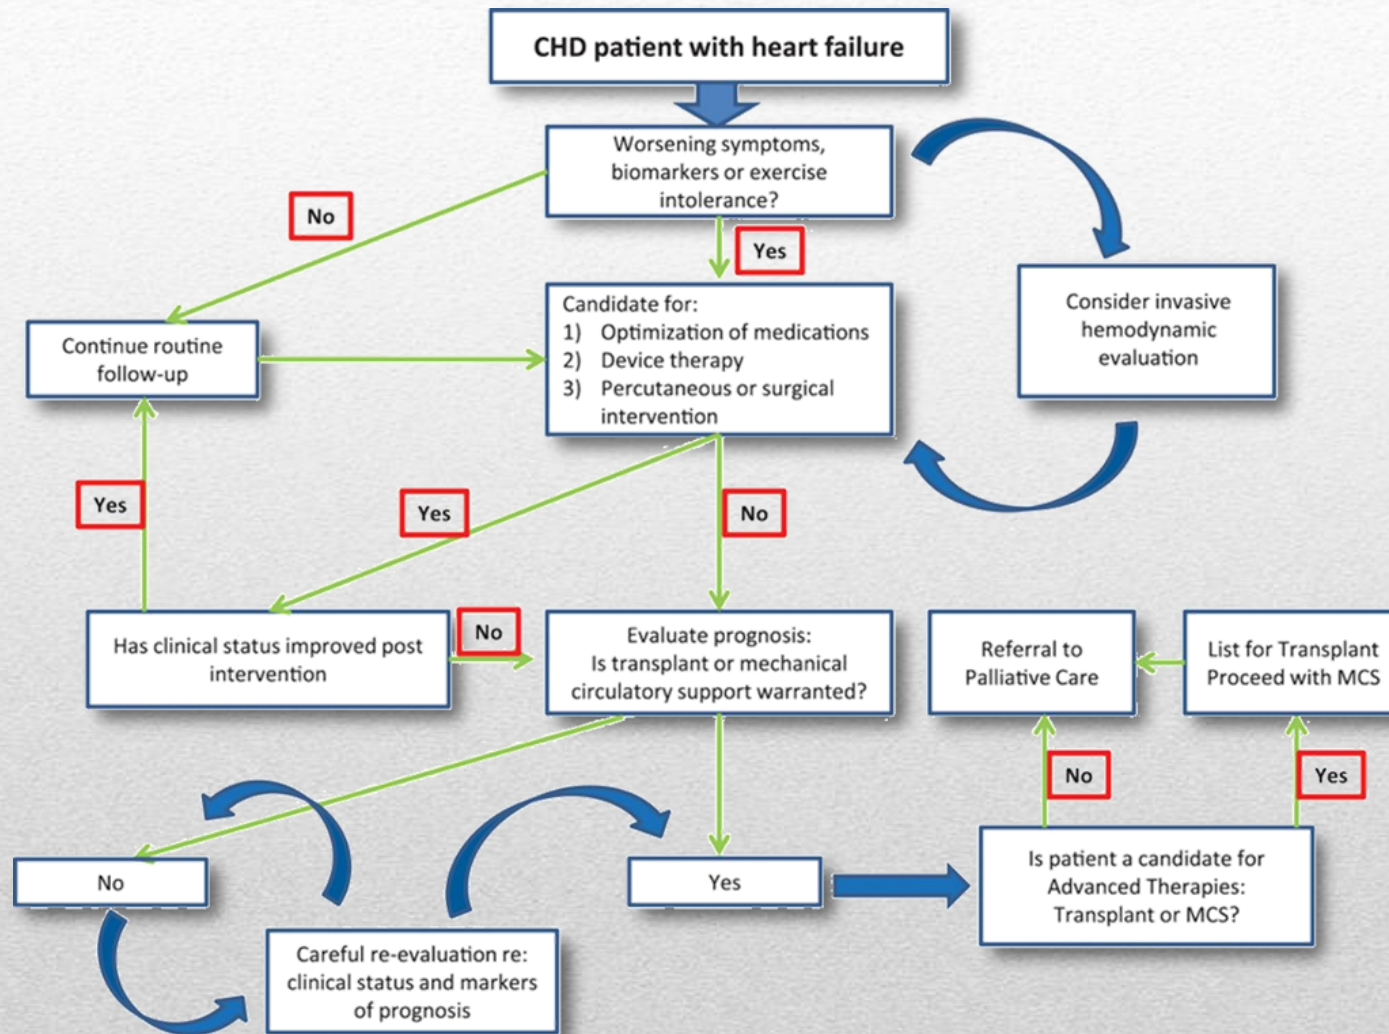 CHD patient with heart failure
Worsening symptoms,
biomarkers or exercise
intolerance?
No
Yes
Consider invasive
hemodynamic
evaluation
Candidate for:
1) Optimization of medications
2) Device therapy
3) Percutaneous or surgical
intervention
Continue routine
follow-up
Yes
Yes
No
Has clinical status improved post
intervention
No
Evaluate prognosis:
Is transplant or mechanical
circulatory support warranted?
Referral to
Palliative Care
List for Transplant
Proceed with MCS
No
Yes
No
Yes
Is patient a candidate for
Advanced Therapies:
Transplant or MCS?
Careful re-evaluation re:
clinical status and markers
of prognosis